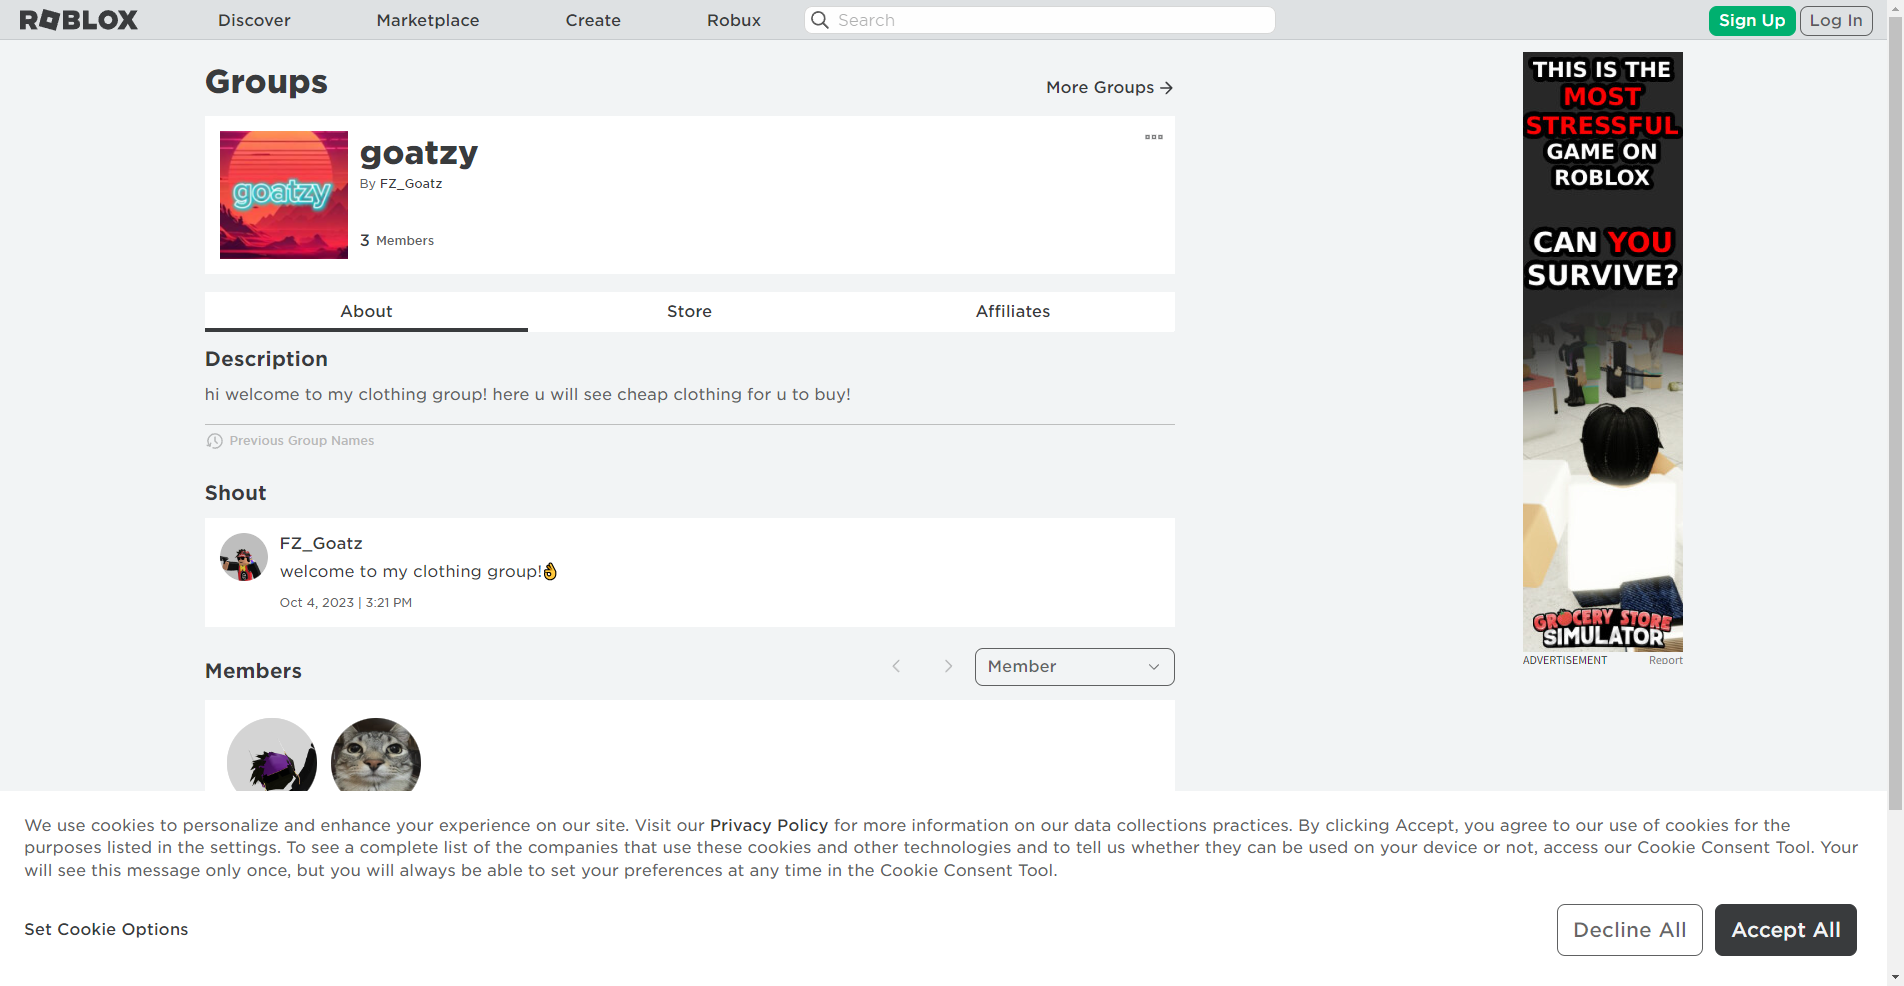 ROBLOX
Discover
Marketplace
Create
Robux
Search
Sign Up
Log In
Groups
More Groups
goatzy
goatzy
By FZ_Goatz
3 Members
About
Store
Affiliates
Description
hi welcome to my clothing group! here u will see cheap clothing for u to buy!
Previous Group Names
Shout
FZ_Goatz
welcome to my clothing group!👌
Oct 4, 2023 | 3:21 PM
Members
Member
THIS IS THE
MOST
STRESSFUL
GAME ON
ROBLOX
CAN YOU
SURVIVE?
GROCERY STORE
SIMULATOR
ADVERTISEMENT
Report
We use cookies to personalize and enhance your experience on our site. Visit our Privacy Policy for more information on our data collections practices. By clicking Accept, you agree to our use of cookies for the
purposes listed in the settings. To see a complete list of the companies that use these cookies and other technologies and to tell us whether they can be used on your device or not, access our Cookie Consent Tool. Your
will see this message only once, but you will always be able to set your preferences at any time in the Cookie Consent Tool.
Set Cookie Options
Decline All
Accept All